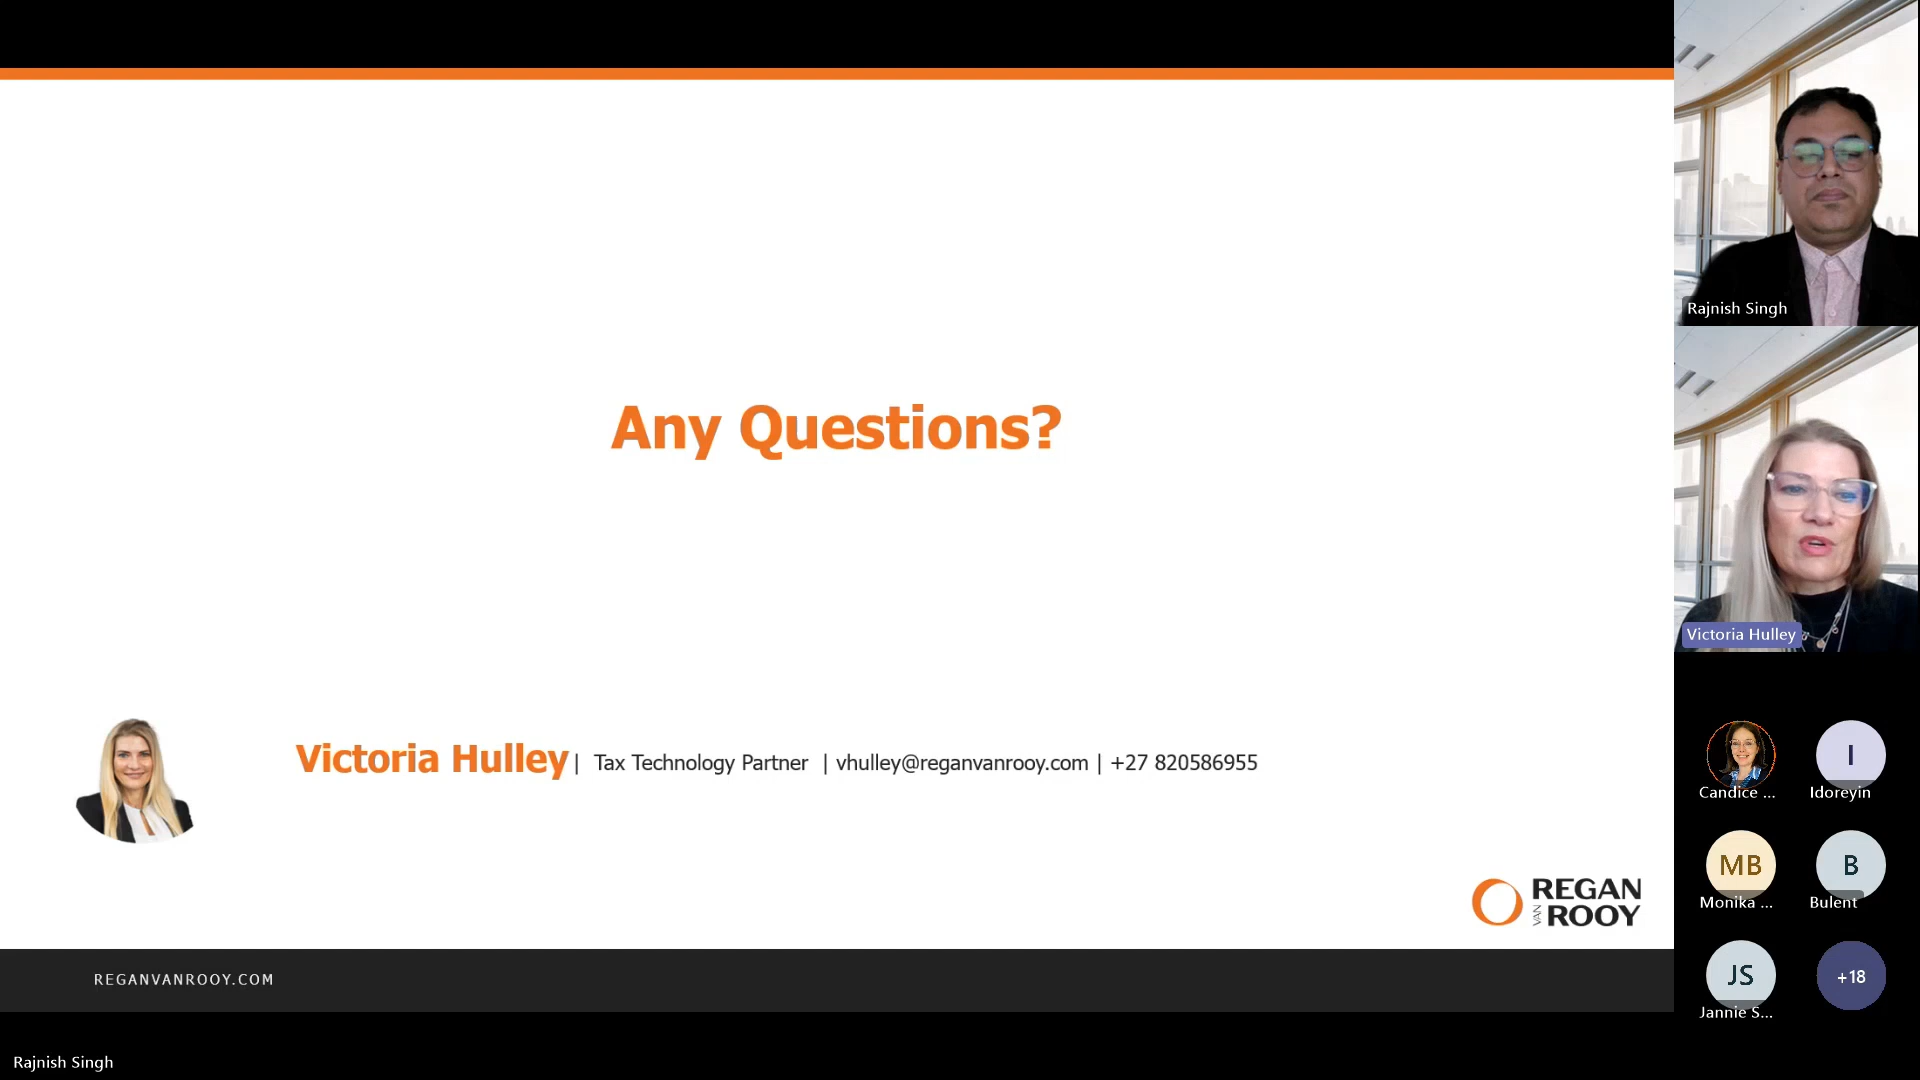 Any Questions?
Victoria Hulley | Tax Technology Partner | vhulley@reganvanrooy.com | +27 820586955
REGAN
VAN ROOY
REGANVANROOY.COM
Rajnish Singh
Rajnish Singh
Victoria Hulley
Candice ...
I
Idoreyin
MB
Monika ...
B
Bulent
JS
Jannie S...
+18